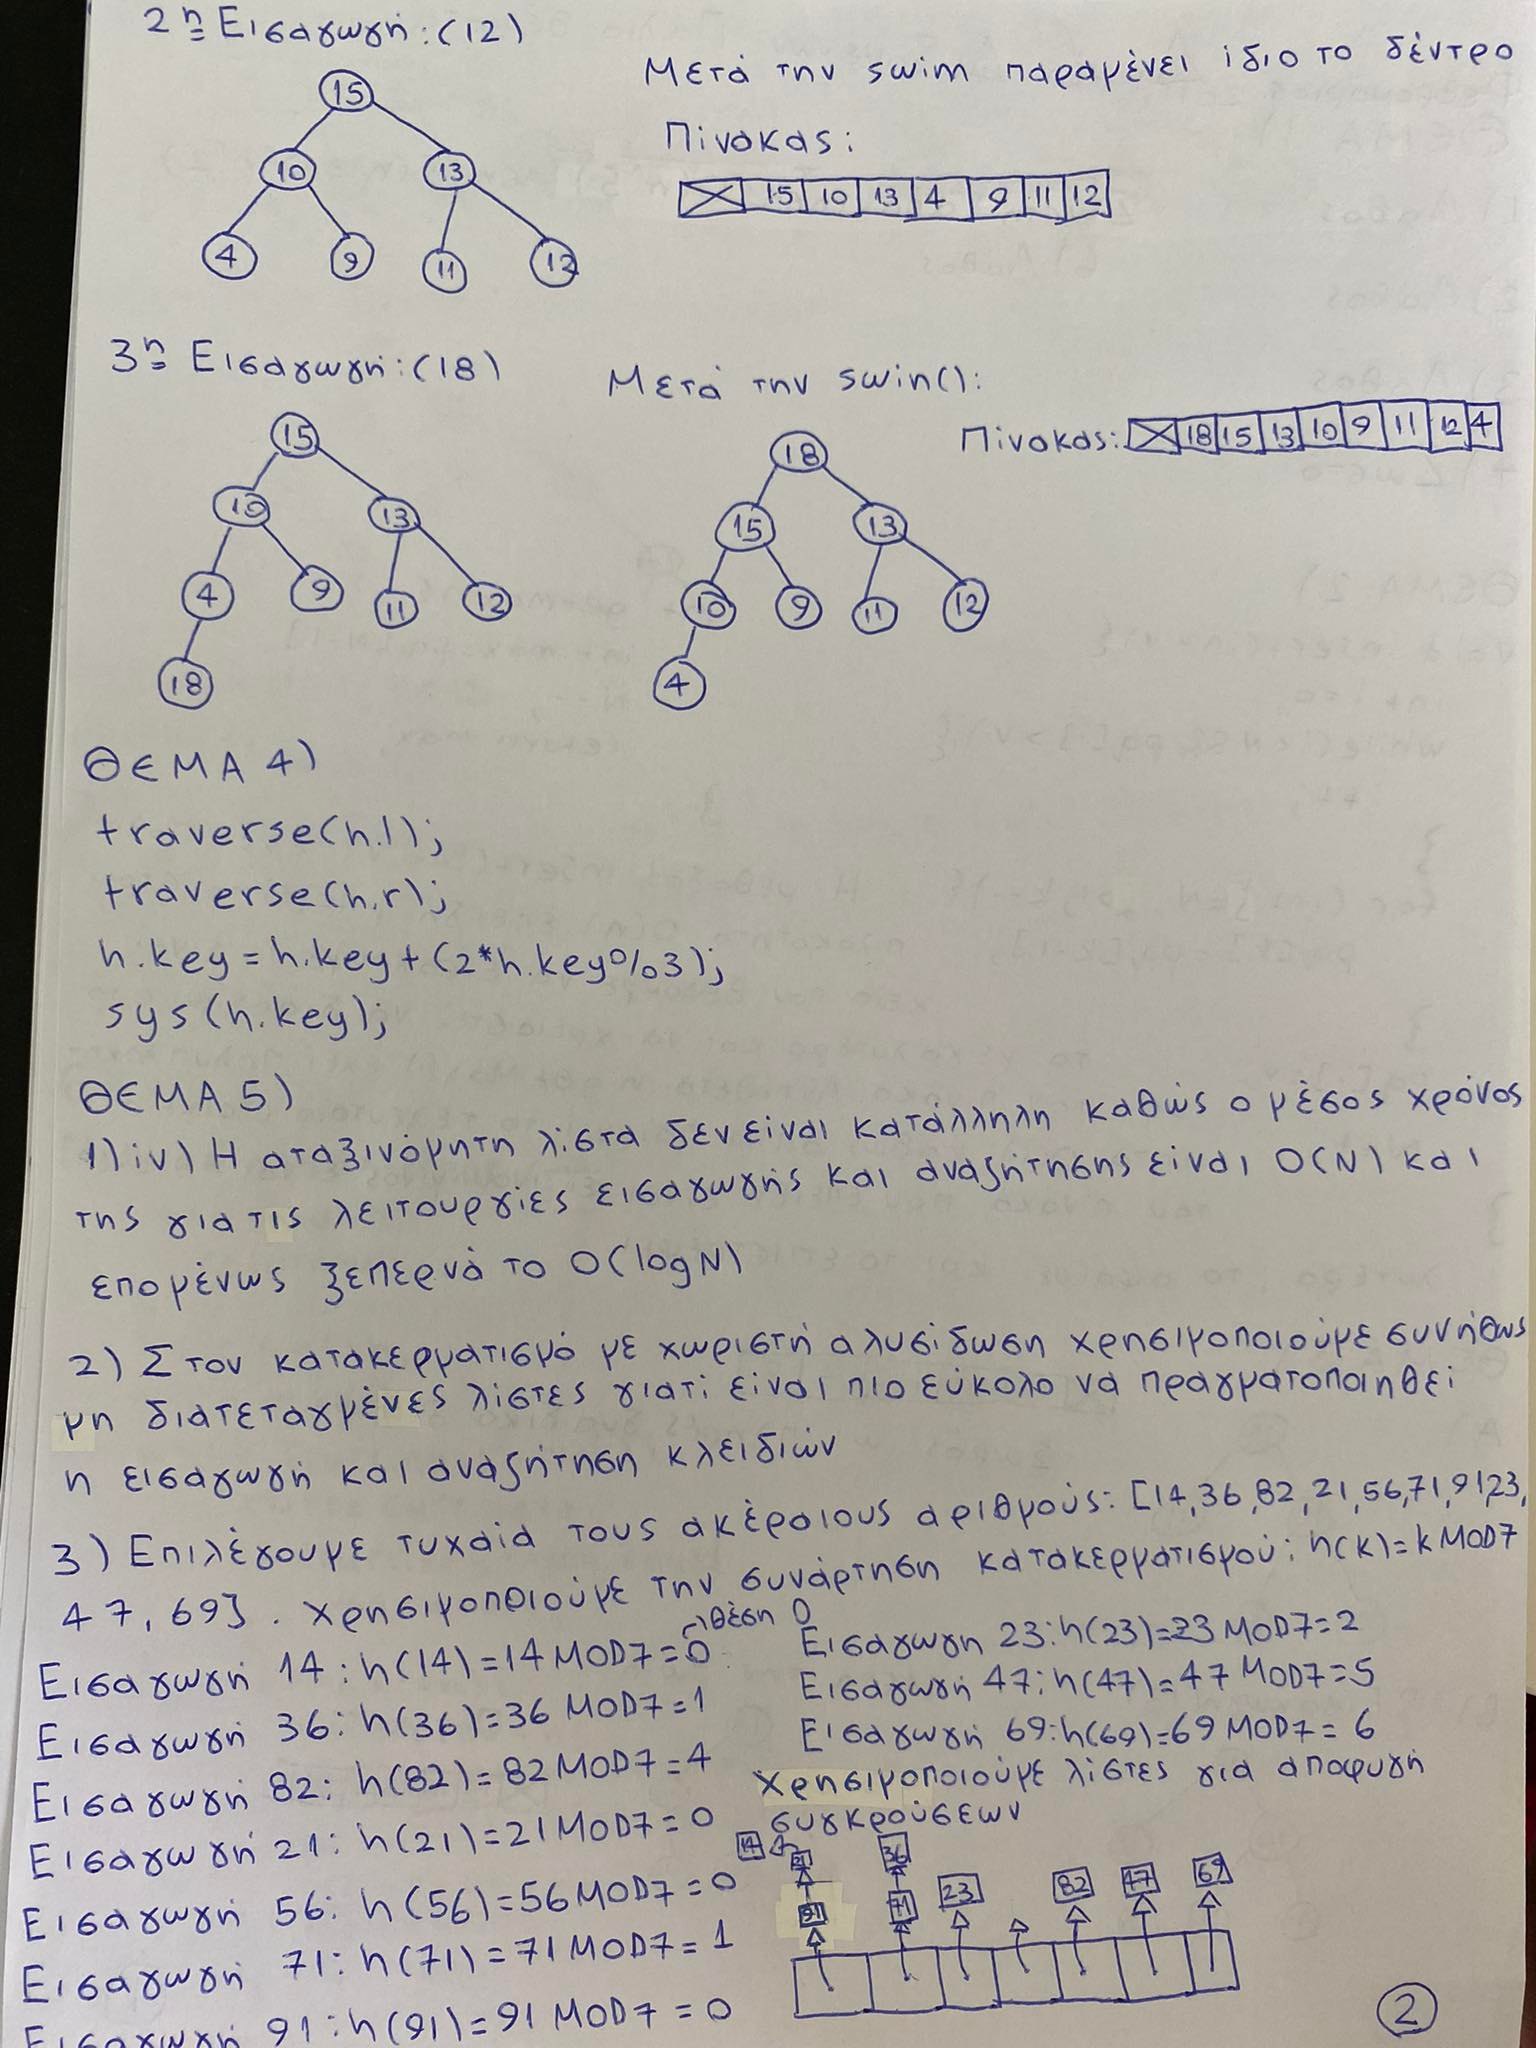 2η Εισαγωγή: (12)
Μετά την swim παραμένει ίδιο το δέντρο
Πίνακας:
15 10 13 4 9 11 12
15
10 13
4 9 11 12
3η Εισαγωγή: (18)
Μετά την swim():
Πίνακας: 18 15 13 10 9 11 12 4
15
10 13
4 9 11 12
18
18
15 13
10 9 11 12
4
ΘΕΜΑ 4)
traverse(h.l);
traverse(h.r);
h.key = h.key + (2*h.key%3);
sys(h.key);
ΘΕΜΑ 5)
1) iv) Η αταξινόμητη λίστα δεν είναι κατάλληλη καθώς ο μέσος χρόνος
της για τις λειτουργίες εισαγωγής και αναζήτησης είναι O(N) και
επομένως ξεπερνά το O(logN)
2) Στον κατακερματισμό με χωριστή αλυσίδωση χρησιμοποιούμε συνήθως
μη διατεταγμένες λίστες γιατί είναι πιο εύκολο να πραγματοποιηθεί
η εισαγωγή και αναζήτηση κλειδιών
3) Επιλέγουμε τυχαία τους ακέραιους αριθμούς: [14, 36, 82, 21, 56, 71, 91, 23,
47, 69]. Χρησιμοποιούμε την συνάρτηση κατακερματισμού: h(k)=k MOD7
Εισαγωγή 14: h(14)=14 MOD7=0 → θέση 0
Εισαγωγή 36: h(36)=36 MOD7=1
Εισαγωγή 82: h(82)=82 MOD7=4
Εισαγωγή 21: h(21)=21 MOD7=0
Εισαγωγή 56: h(56)=56 MOD7=0
Εισαγωγή 71: h(71)=71 MOD7=1
Εισαγωγή 91: h(91)=91 MOD7=0
Εισαγωγή 23: h(23)=23 MOD7=2
Εισαγωγή 47: h(47)=47 MOD7=5
Εισαγωγή 69: h(69)=69 MOD7=6
Χρησιμοποιούμε λίστες για αποφυγή
συγκρούσεων
14 21 36
91 71 23 82 47 69
2